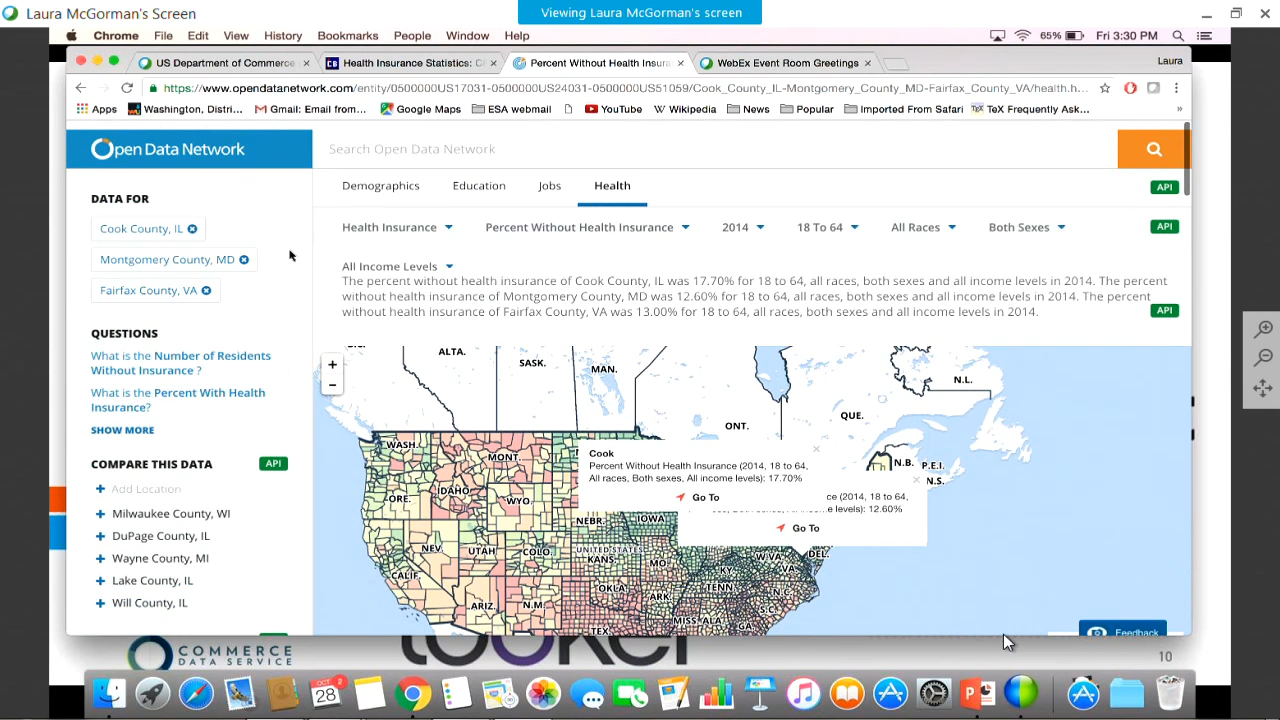 Laura McGorman's Screen
Viewing Laura McGorman's screen
Chrome File Edit View History Bookmarks People Window Help
65% Fri 3:30 PM
US Department of Commerce
Health Insurance Statistics:
Percent Without Health Insura
WebEx Event Room Greetings
Laura
https://www.opendatanetwork.com/entity/0500000US17031-0500000US24031-0500000US51059/Cook_County_IL-Montgomery_County_MD-Fairfax_County_VA/health.h...
Apps Washington, Distri... Gmail: Email from... Google Maps ESA webmail YouTube Wikipedia News Popular Imported From Safari TeX Frequently Ask... »
Open Data Network
Search Open Data Network
Demographics Education Jobs Health API
DATA FOR
Cook County, IL
Montgomery County, MD
Fairfax County, VA
Health Insurance Percent Without Health Insurance 2014 18 To 64 All Races Both Sexes API
All Income Levels
The percent without health insurance of Cook County, IL was 17.70% for 18 to 64, all races, both sexes and all income levels in 2014. The percent
without health insurance of Montgomery County, MD was 12.60% for 18 to 64, all races, both sexes and all income levels in 2014. The percent
without health insurance of Fairfax County, VA was 13.00% for 18 to 64, all races, both sexes and all income levels in 2014.
API
QUESTIONS
What is the Number of Residents
Without Insurance ?
What is the Percent With Health
Insurance?
SHOW MORE
COMPARE THIS DATA API
+ Add Location
+ Milwaukee County, WI
+ DuPage County, IL
+ Wayne County, MI
+ Lake County, IL
+ Will County, IL
+
−
ALTA.
SASK.
MAN.
ONT.
QUE.
N.L.
N.B.
P.E.I.
N.S.
WASH.
MONT.
ORE.
IDAHO
WYO.
NEBR.
IOWA
NEV.
UTAH
COLO.
UNITED STATES
KANS.
MO.
KY.
W.VA.
VA.
DEL.
CALIF.
ARIZ.
N.M.
OKLA.
ARK.
TENN.
N.C.
S.C.
MISS.
ALA.
GA.
TEX.
Cook
Percent Without Health Insurance (2014, 18 to 64,
All races, Both sexes, All income levels): 17.70%
Go To
ce (2014, 18 to 64,
e levels): 12.60%
Go To
Feedback
COMMERCE
DATA SERVICE
looker
10
OCT
28
2